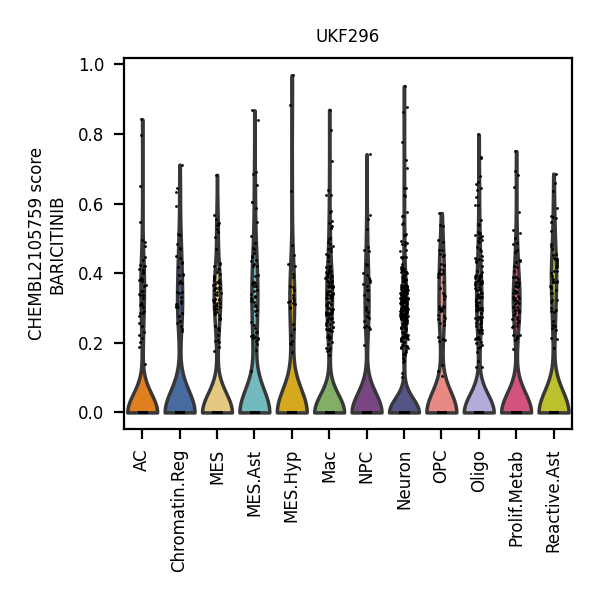 UKF296
CHEMBL2105759 score
BARICITINIB
1.0
0.8
0.6
0.4
0.2
0.0
AC
Chromatin.Reg
MES
MES.Ast
MES.Hyp
Mac
NPC
Neuron
OPC
Oligo
Prolif.Metab
Reactive.Ast